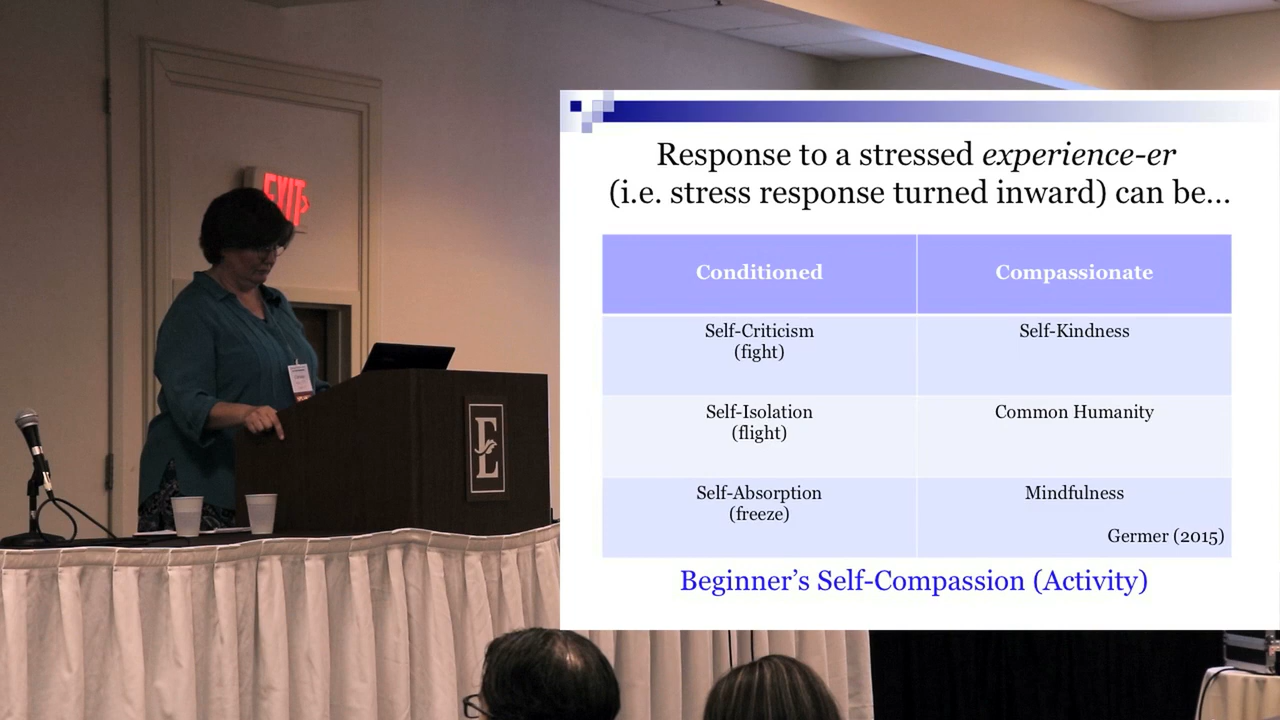 EXIT
E
Response to a stressed experience-er
(i.e. stress response turned inward) can be...
Conditioned
Compassionate
Self-Criticism
(fight)
Self-Kindness
Self-Isolation
(flight)
Common Humanity
Self-Absorption
(freeze)
Mindfulness
Germer (2015)
Beginner’s Self-Compassion (Activity)